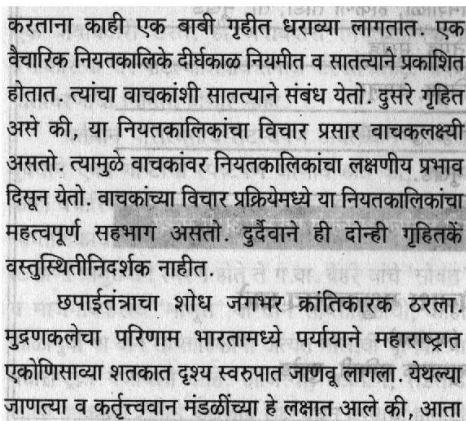 करताना काही एक बाबी गृहीत धराव्या लागतात. एक
वैचारिक नियतकालिके दीर्घकाळ नियमीत व सातत्याने प्रकाशित
होतात. त्यांचा वाचकांशी सातत्याने संबंध येतो. दुसरे गृहित
असे की, या नियतकालिकांचा विचार प्रसार वाचकलक्ष्यी
असतो. त्यामुळे वाचकांवर नियतकालिकांचा लक्षणीय प्रभाव
दिसून येतो. वाचकांच्या विचार प्रक्रियेमध्ये या नियतकालिकांचा
महत्वपूर्ण सहभाग असतो. दुर्दैवाने ही दोन्ही गृहितकें
वस्तुस्थितीनिदर्शक नाहीत.
छपाईतंत्राचा शोध जगभर क्रांतिकारक ठरला.
मुद्रणकलेचा परिणाम भारतामध्ये पर्यायाने महाराष्ट्रात
एकोणिसाव्या शतकात दृश्य स्वरुपात जाणवू लागला. येथल्या
जाणत्या व कर्तृत्त्ववान मंडळींच्या हे लक्षात आले की, आता